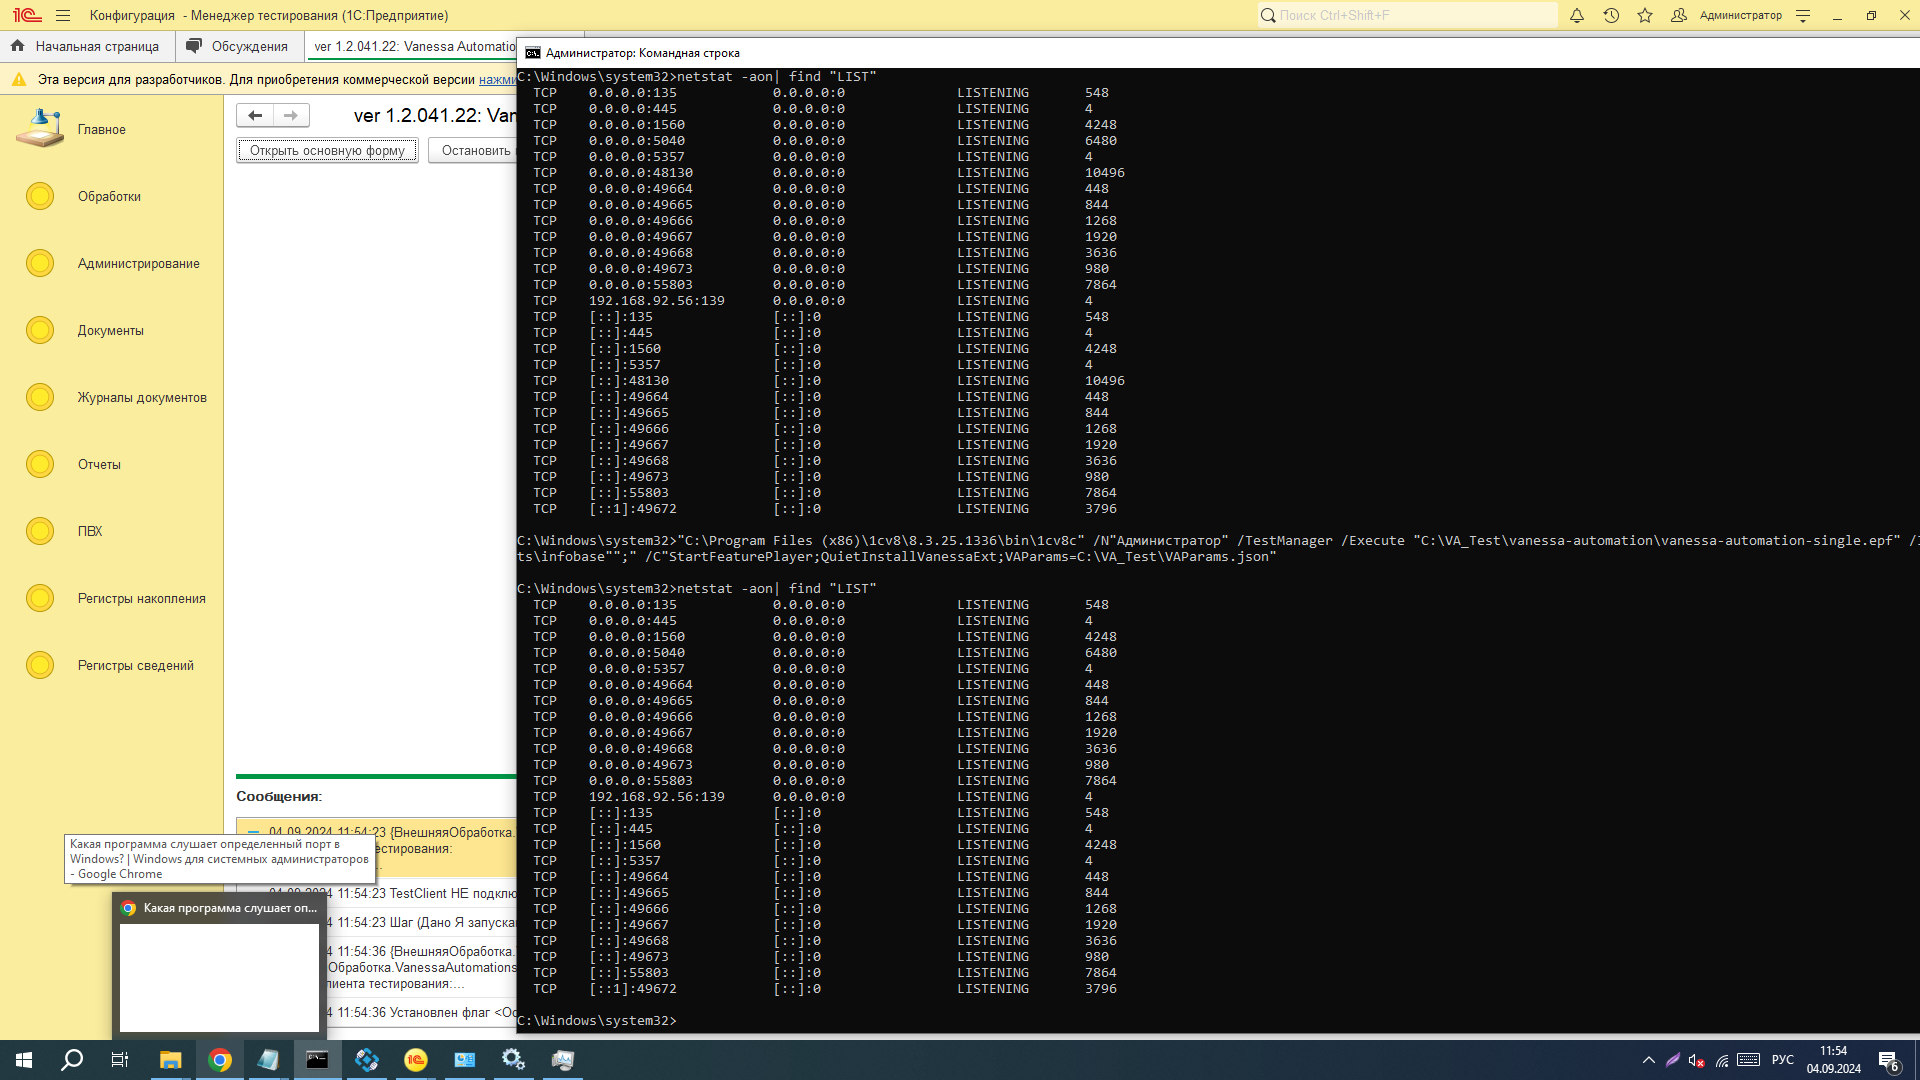 Конфигурация - Менеджер тестирования (1С:Предприятие)
Поиск Ctrl+Shift+F
Администратор
Начальная страница
Обсуждения
ver 1.2.041.22: Vanessa Automatio
Эта версия для разработчиков. Для приобретения коммерческой версии нажми
Главное
Обработки
Администрирование
Документы
Журналы документов
Отчеты
ПВХ
Регистры накопления
Регистры сведений
ver 1.2.041.22: Van
Открыть основную форму
Остановить
Сообщения:
04.09.2024 11:54:23 {ВнешняяОбработка.
естирования:
04.09.2024 11:54:23 TestClient НЕ подклю
4 11:54:23 Шаг (Дано Я запуска
4 11:54:36 {ВнешняяОбработка.
Обработка.VanessaAutomations
лиента тестирования:...
4 11:54:36 Установлен флаг <Ос
Какая программа слушает определенный порт в
Windows? | Windows для системных администраторов
- Google Chrome
Какая программа слушает оп...
Администратор: Командная строка
C:\Windows\system32>netstat -aon| find "LIST"
TCP 0.0.0.0:135 0.0.0.0:0 LISTENING 548
TCP 0.0.0.0:445 0.0.0.0:0 LISTENING 4
TCP 0.0.0.0:1560 0.0.0.0:0 LISTENING 4248
TCP 0.0.0.0:5040 0.0.0.0:0 LISTENING 6480
TCP 0.0.0.0:5357 0.0.0.0:0 LISTENING 4
TCP 0.0.0.0:48130 0.0.0.0:0 LISTENING 10496
TCP 0.0.0.0:49664 0.0.0.0:0 LISTENING 448
TCP 0.0.0.0:49665 0.0.0.0:0 LISTENING 844
TCP 0.0.0.0:49666 0.0.0.0:0 LISTENING 1268
TCP 0.0.0.0:49667 0.0.0.0:0 LISTENING 1920
TCP 0.0.0.0:49668 0.0.0.0:0 LISTENING 3636
TCP 0.0.0.0:49673 0.0.0.0:0 LISTENING 980
TCP 0.0.0.0:55803 0.0.0.0:0 LISTENING 7864
TCP 192.168.92.56:139 0.0.0.0:0 LISTENING 4
TCP [::]:135 [::]:0 LISTENING 548
TCP [::]:445 [::]:0 LISTENING 4
TCP [::]:1560 [::]:0 LISTENING 4248
TCP [::]:5357 [::]:0 LISTENING 4
TCP [::]:48130 [::]:0 LISTENING 10496
TCP [::]:49664 [::]:0 LISTENING 448
TCP [::]:49665 [::]:0 LISTENING 844
TCP [::]:49666 [::]:0 LISTENING 1268
TCP [::]:49667 [::]:0 LISTENING 1920
TCP [::]:49668 [::]:0 LISTENING 3636
TCP [::]:49673 [::]:0 LISTENING 980
TCP [::]:55803 [::]:0 LISTENING 7864
TCP [::1]:49672 [::]:0 LISTENING 3796
C:\Windows\system32>"C:\Program Files (x86)\1cv8\8.3.25.1336\bin\1cv8c" /N"Администратор" /TestManager /Execute "C:\VA_Test\vanessa-automation\vanessa-automation-single.epf" /I
ts\infobase"";" /C"StartFeaturePlayer;QuietInstallVanessaExt;VAParams=C:\VA_Test\VAParams.json"
C:\Windows\system32>netstat -aon| find "LIST"
TCP 0.0.0.0:135 0.0.0.0:0 LISTENING 548
TCP 0.0.0.0:445 0.0.0.0:0 LISTENING 4
TCP 0.0.0.0:1560 0.0.0.0:0 LISTENING 4248
TCP 0.0.0.0:5040 0.0.0.0:0 LISTENING 6480
TCP 0.0.0.0:5357 0.0.0.0:0 LISTENING 4
TCP 0.0.0.0:49664 0.0.0.0:0 LISTENING 448
TCP 0.0.0.0:49665 0.0.0.0:0 LISTENING 844
TCP 0.0.0.0:49666 0.0.0.0:0 LISTENING 1268
TCP 0.0.0.0:49667 0.0.0.0:0 LISTENING 1920
TCP 0.0.0.0:49668 0.0.0.0:0 LISTENING 3636
TCP 0.0.0.0:49673 0.0.0.0:0 LISTENING 980
TCP 0.0.0.0:55803 0.0.0.0:0 LISTENING 7864
TCP 192.168.92.56:139 0.0.0.0:0 LISTENING 4
TCP [::]:135 [::]:0 LISTENING 548
TCP [::]:445 [::]:0 LISTENING 4
TCP [::]:1560 [::]:0 LISTENING 4248
TCP [::]:5357 [::]:0 LISTENING 4
TCP [::]:49664 [::]:0 LISTENING 448
TCP [::]:49665 [::]:0 LISTENING 844
TCP [::]:49666 [::]:0 LISTENING 1268
TCP [::]:49667 [::]:0 LISTENING 1920
TCP [::]:49668 [::]:0 LISTENING 3636
TCP [::]:49673 [::]:0 LISTENING 980
TCP [::]:55803 [::]:0 LISTENING 7864
TCP [::1]:49672 [::]:0 LISTENING 3796
C:\Windows\system32>
РУС
11:54
04.09.2024
6